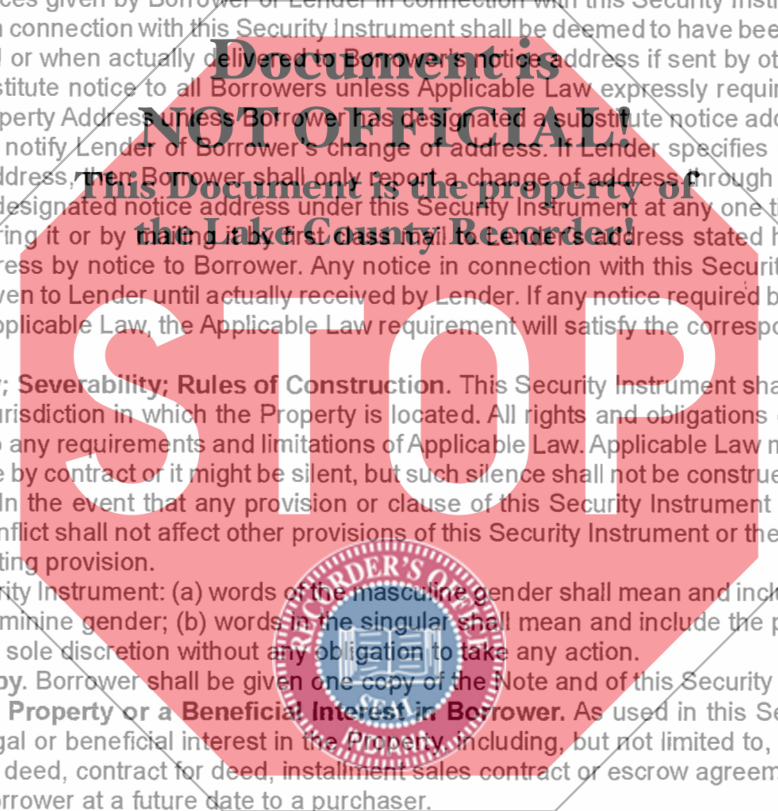 ces given by Borrower or Lender in connection with this Security Inst
connection with this Security Instrument shall be deemed to have bee
or when actually delivered to Borrower's notice address if sent by ot
stitute notice to all Borrowers unless Applicable Law expressly requir
perty Address unless Borrower has designated a substitute notice add
notify Lender of Borrower's change of address. If Lender specifies
ddress, then Borrower shall only report a change of address through
designated notice address under this Security Instrument at any one ti
ring it or by mailing it by first class mail to Lender's address stated h
ress by notice to Borrower. Any notice in connection with this Securit
ven to Lender until actually received by Lender. If any notice required b
pplicable Law, the Applicable Law requirement will satisfy the correspo
; Severability; Rules of Construction. This Security Instrument sha
urisdiction in which the Property is located. All rights and obligations
o any requirements and limitations of Applicable Law. Applicable Law m
e by contract or it might be silent, but such silence shall not be construe
In the event that any provision or clause of this Security Instrument
nflict shall not affect other provisions of this Security Instrument or the
ting provision.
rity Instrument: (a) words of the masculine gender shall mean and inclu
minine gender; (b) words in the singular shall mean and include the p
sole discretion without any obligation to take any action.
py. Borrower shall be given one copy of the Note and of this Security
Property or a Beneficial Interest in Borrower. As used in this Se
gal or beneficial interest in the Property, including, but not limited to,
deed, contract for deed, installment sales contract or escrow agreem
rrower at a future date to a purchaser.
Document is
NOT OFFICIAL!
This Document is the property of
the Lake County Recorder!
STOP
RECORDER'S OFFICE
SEAL